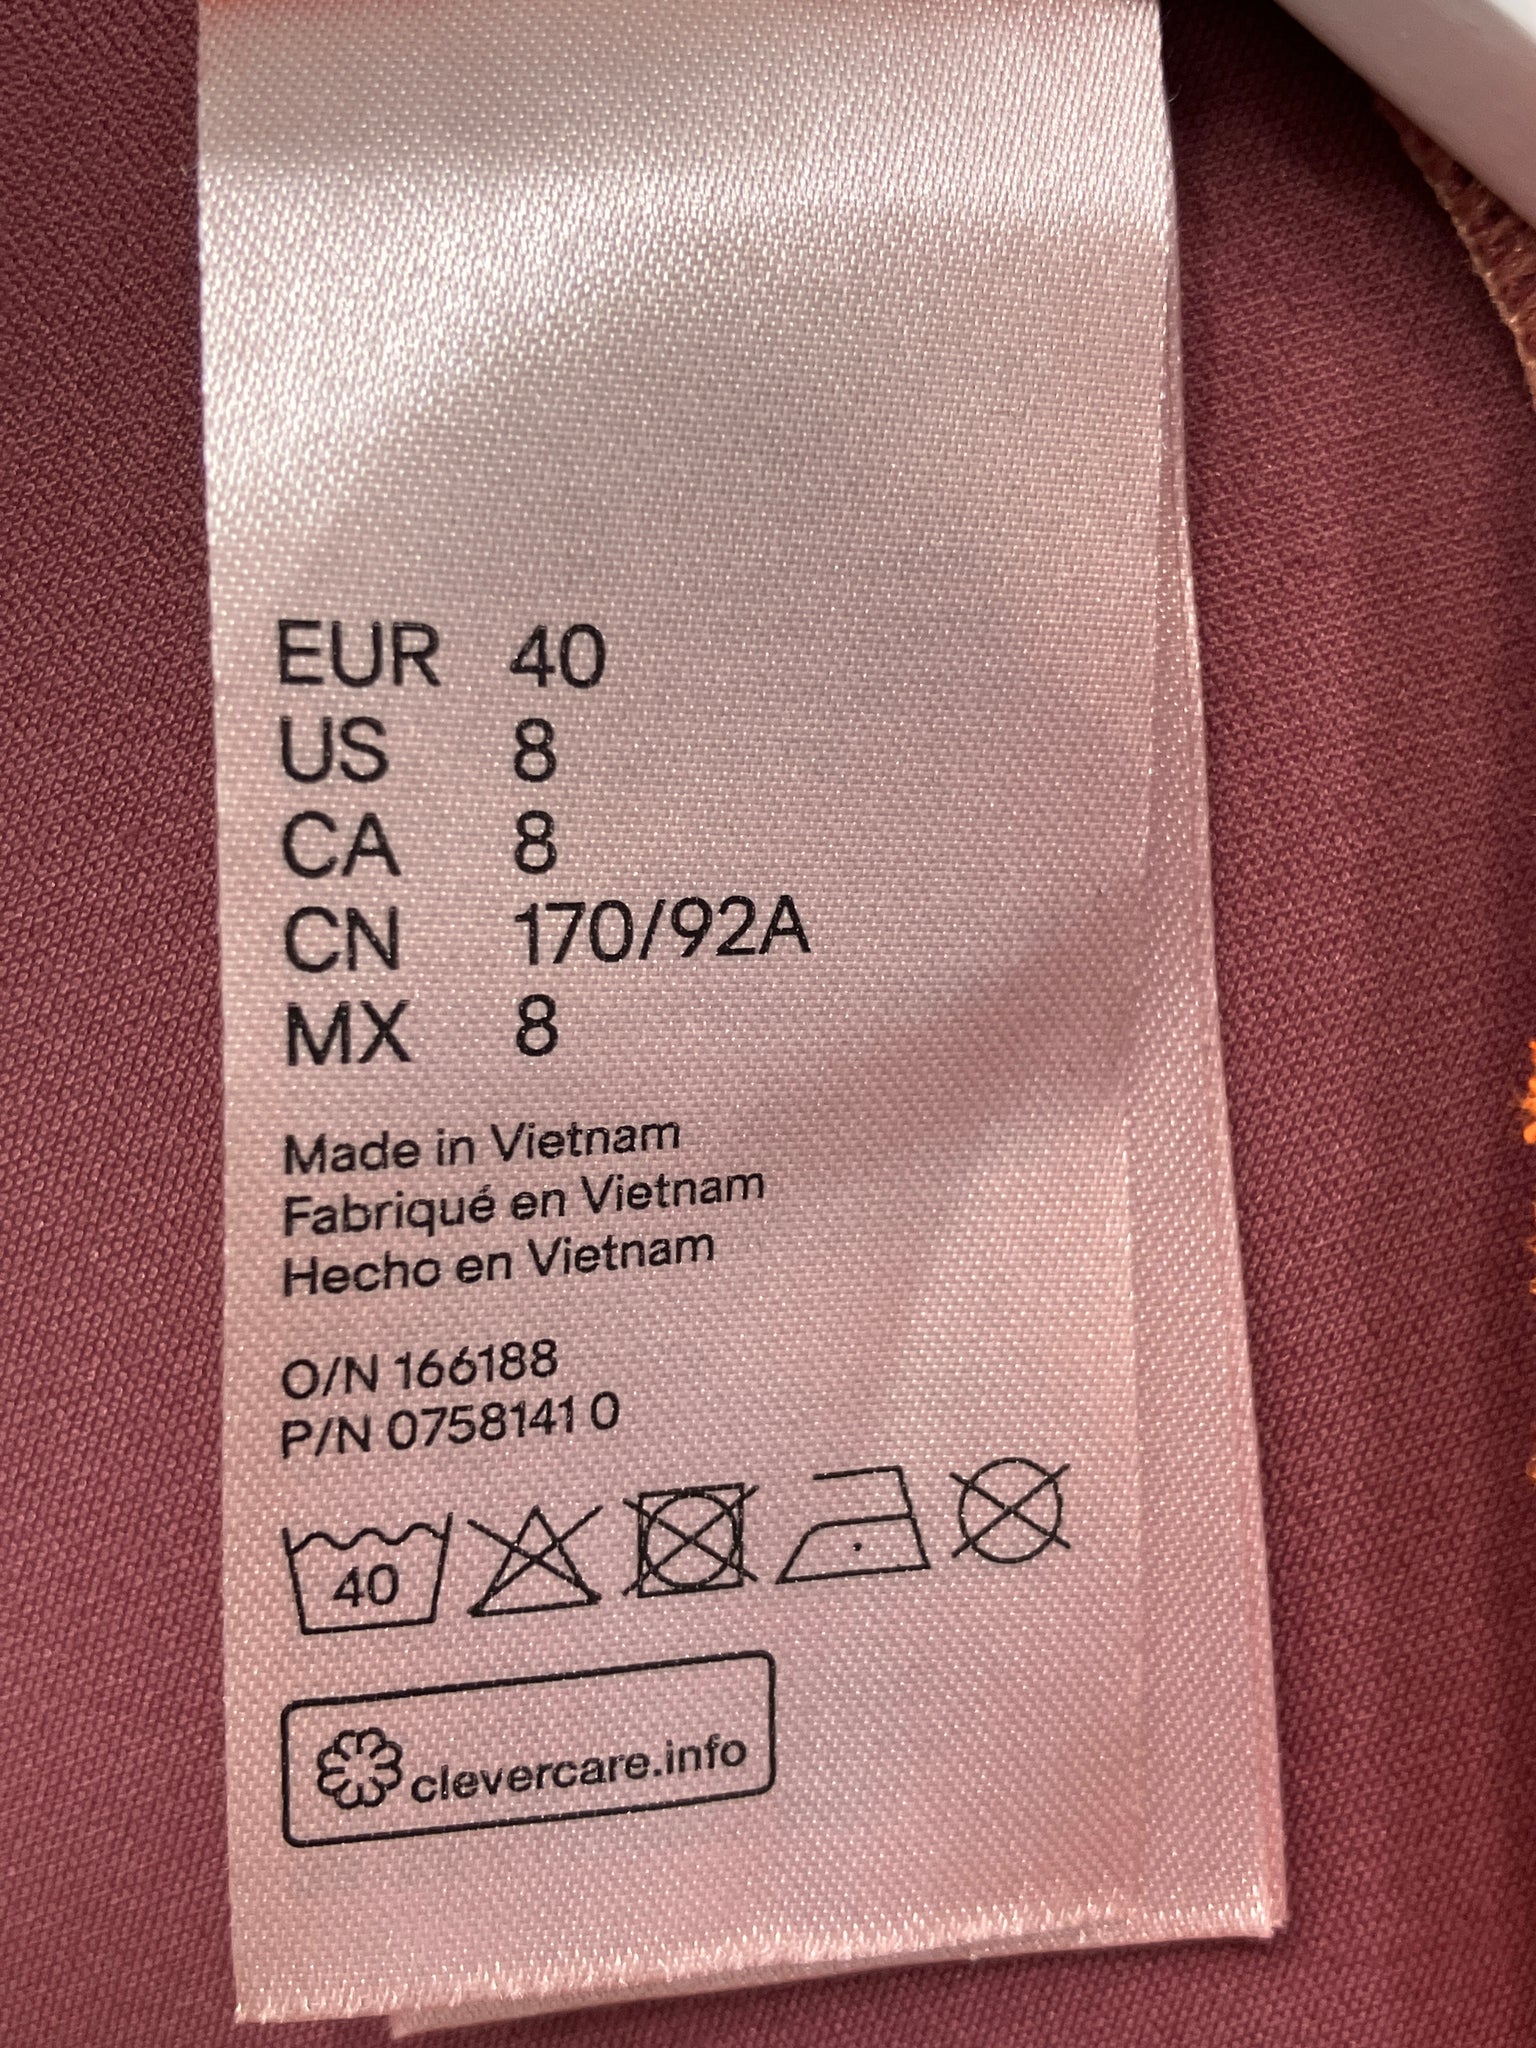 EUR 40
US 8
CA 8
CN 170/92A
MX 8
Made in Vietnam
Fabriqué en Vietnam
Hecho en Vietnam
O/N 166188
P/N 0758141 0
40
clevercare.info